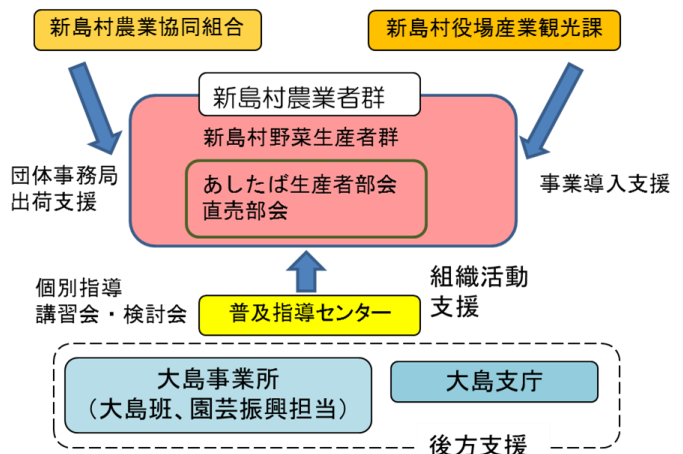 新島村農業協同組合
新島村役場産業観光課
新島村農業者群
新島村野菜生産者群
あしたば生産者部会
直売部会
団体事務局
出荷支援
事業導入支援
個別指導
講習会・検討会
普及指導センター
組織活動
支援
大島事業所
（大島班、園芸振興担当）
大島支庁
後方支援